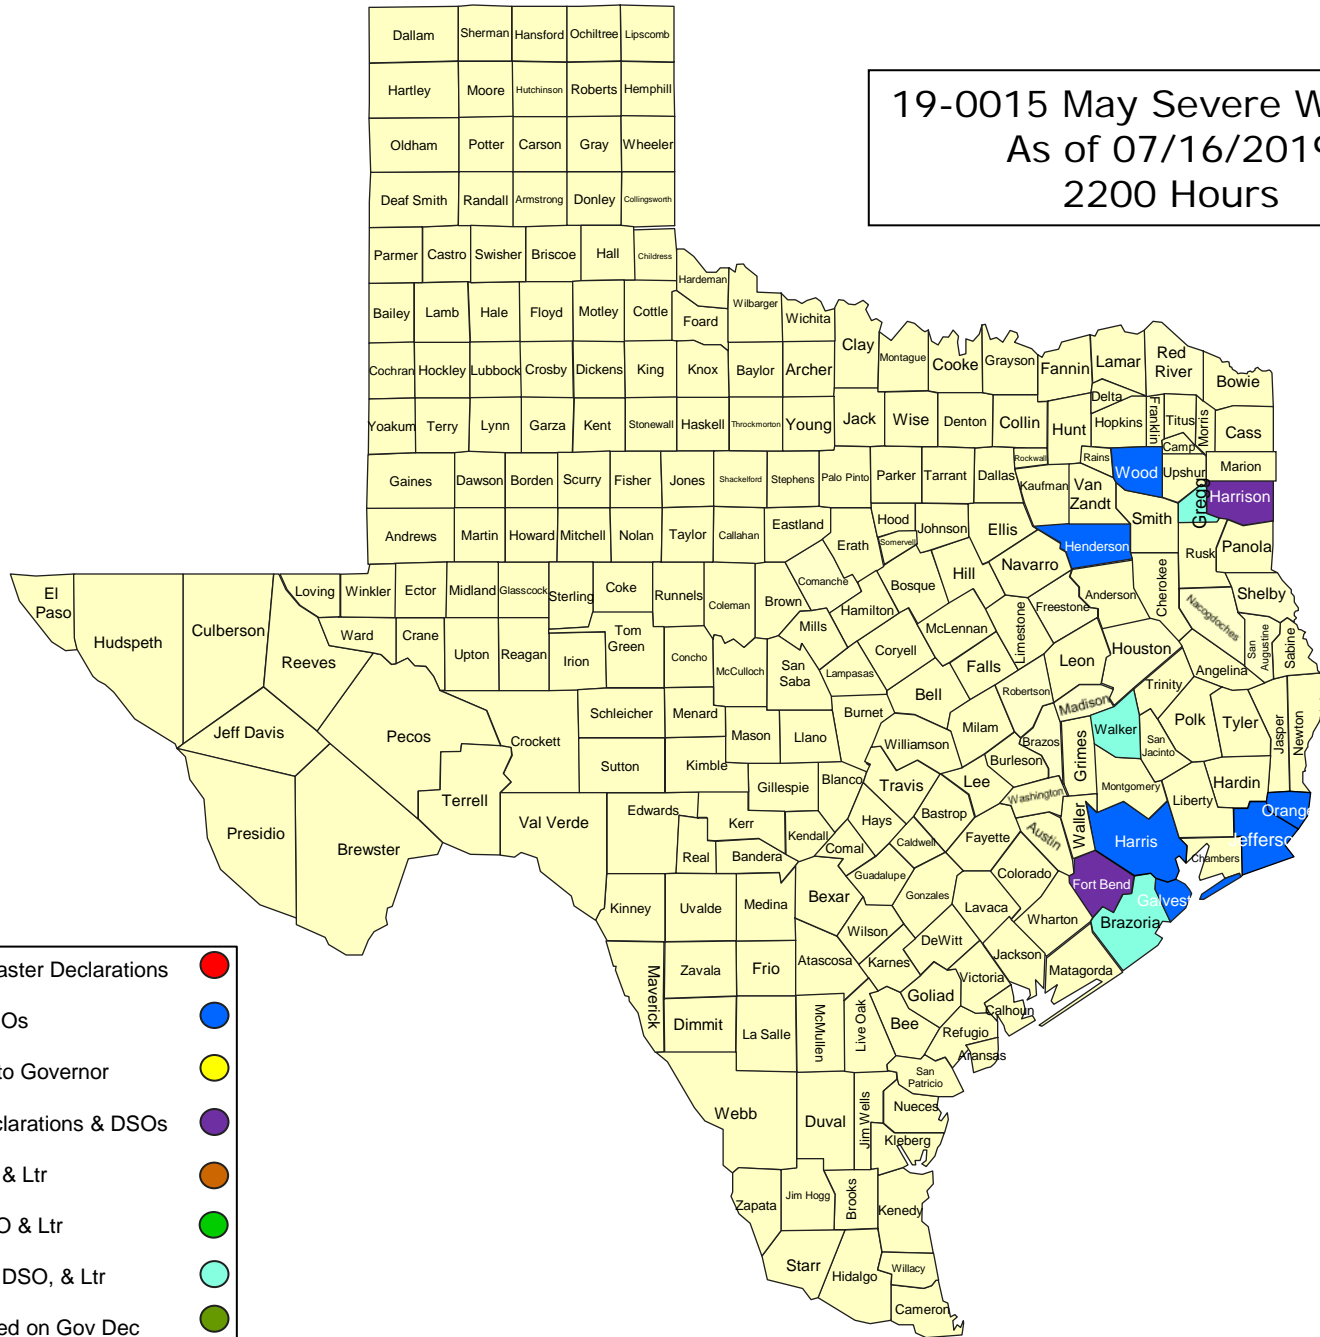 19-0015 May Severe W
As of 07/16/2019
2200 Hours
Dallam Sherman Hansford Ochiltree Lipscomb
Hartley Moore Hutchinson Roberts Hemphill
Oldham Potter Carson Gray Wheeler
Deaf Smith Randall Armstrong Donley Collingsworth
Parmer Castro Swisher Briscoe Hall Childress
Hardeman
Bailey Lamb Hale Floyd Motley Cottle Foard Wilbarger Wichita
Clay Montague Cooke Grayson Fannin Lamar Red
River Bowie
Cochran Hockley Lubbock Crosby Dickens King Knox Baylor Archer
Delta
Yoakum Terry Lynn Garza Kent Stonewall Haskell Throckmorton Young Jack Wise Denton Collin Hunt Hopkins Franklin Titus Morris Cass
Camp
Rockwall Rains Wood Upshur Marion
Gaines Dawson Borden Scurry Fisher Jones Shackelford Stephens Palo Pinto Parker Tarrant Dallas Kaufman Van
Zandt Gregg Harrison
Andrews Martin Howard Mitchell Nolan Taylor Callahan Eastland Erath Hood Somervell Johnson Ellis Henderson Smith Rusk Panola
El
Paso Hudspeth Culberson Loving Winkler Ector Midland Glasscock Sterling Coke Runnels Coleman Brown Comanche Hamilton Bosque Hill Navarro Freestone Anderson Cherokee Nacogdoches Shelby
Reeves Ward Crane Upton Reagan Irion Tom
Green Concho McCulloch San
Saba Mills Lampasas Coryell McLennan Limestone Falls Leon Houston Angelina San
Augustine Sabine
Jeff Davis Pecos Crockett Schleicher Menard Mason Llano Burnet Bell Milam Robertson Madison Trinity Walker San
Jacinto Polk Tyler Jasper Newton
Sutton Kimble Gillespie Blanco Williamson Travis Lee Burleson Brazos Grimes Montgomery Liberty Hardin
Presidio Brewster Terrell Val Verde Edwards Real Kerr Bandera Kendall Comal Hays Caldwell Bastrop Fayette Washington Austin Waller Harris Chambers Orange
Jefferso
Kinney Uvalde Medina Bexar Guadalupe Gonzales Lavaca Colorado Wharton Fort Bend Brazoria Galvest
Maverick Zavala Frio Atascosa Wilson Karnes DeWitt Jackson Matagorda
Dimmit La Salle McMullen Live Oak Bee Goliad Victoria Calhoun Refugio Aransas
San
Patricio
Webb Duval Jim Wells Nueces
Kleberg
Zapata Jim Hogg Brooks Kenedy
Starr Hidalgo Willacy
Cameron
aster Declarations
Os
to Governor
clarations & DSOs
& Ltr
O & Ltr
DSO, & Ltr
ed on Gov Dec